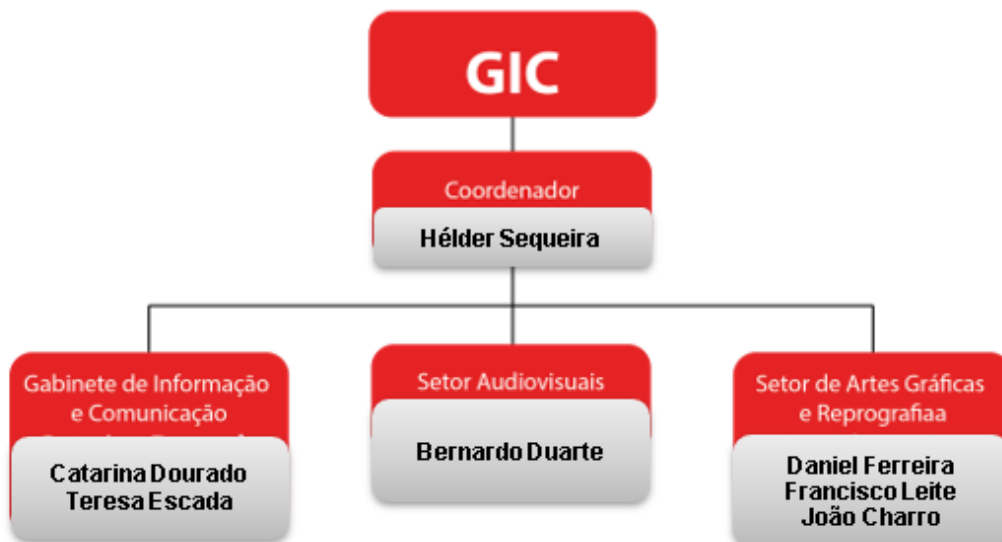 GIC
Coordenador
Hélder Sequeira
Gabinete de Informação
e Comunicação
Catarina Dourado
Teresa Escada
Setor Audiovisuais
Bernardo Duarte
Setor de Artes Gráficas
e Reprografiaa
Daniel Ferreira
Francisco Leite
João Charro